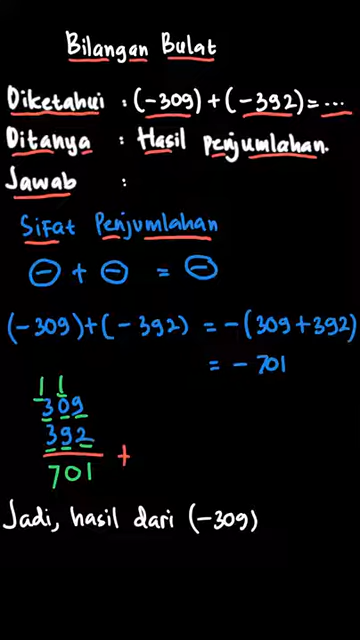 Bilangan Bulat
Diketahui : (-309) + (-392) = ...
Ditanya : Hasil penjumlahan.
Jawab :
Sifat Penjumlahan
⊖ + ⊖ = ⊖
(-309) + (-392) = -(309 + 392)
= - 701
1 1
309
392
+
701
Jadi, hasil dari (-309)